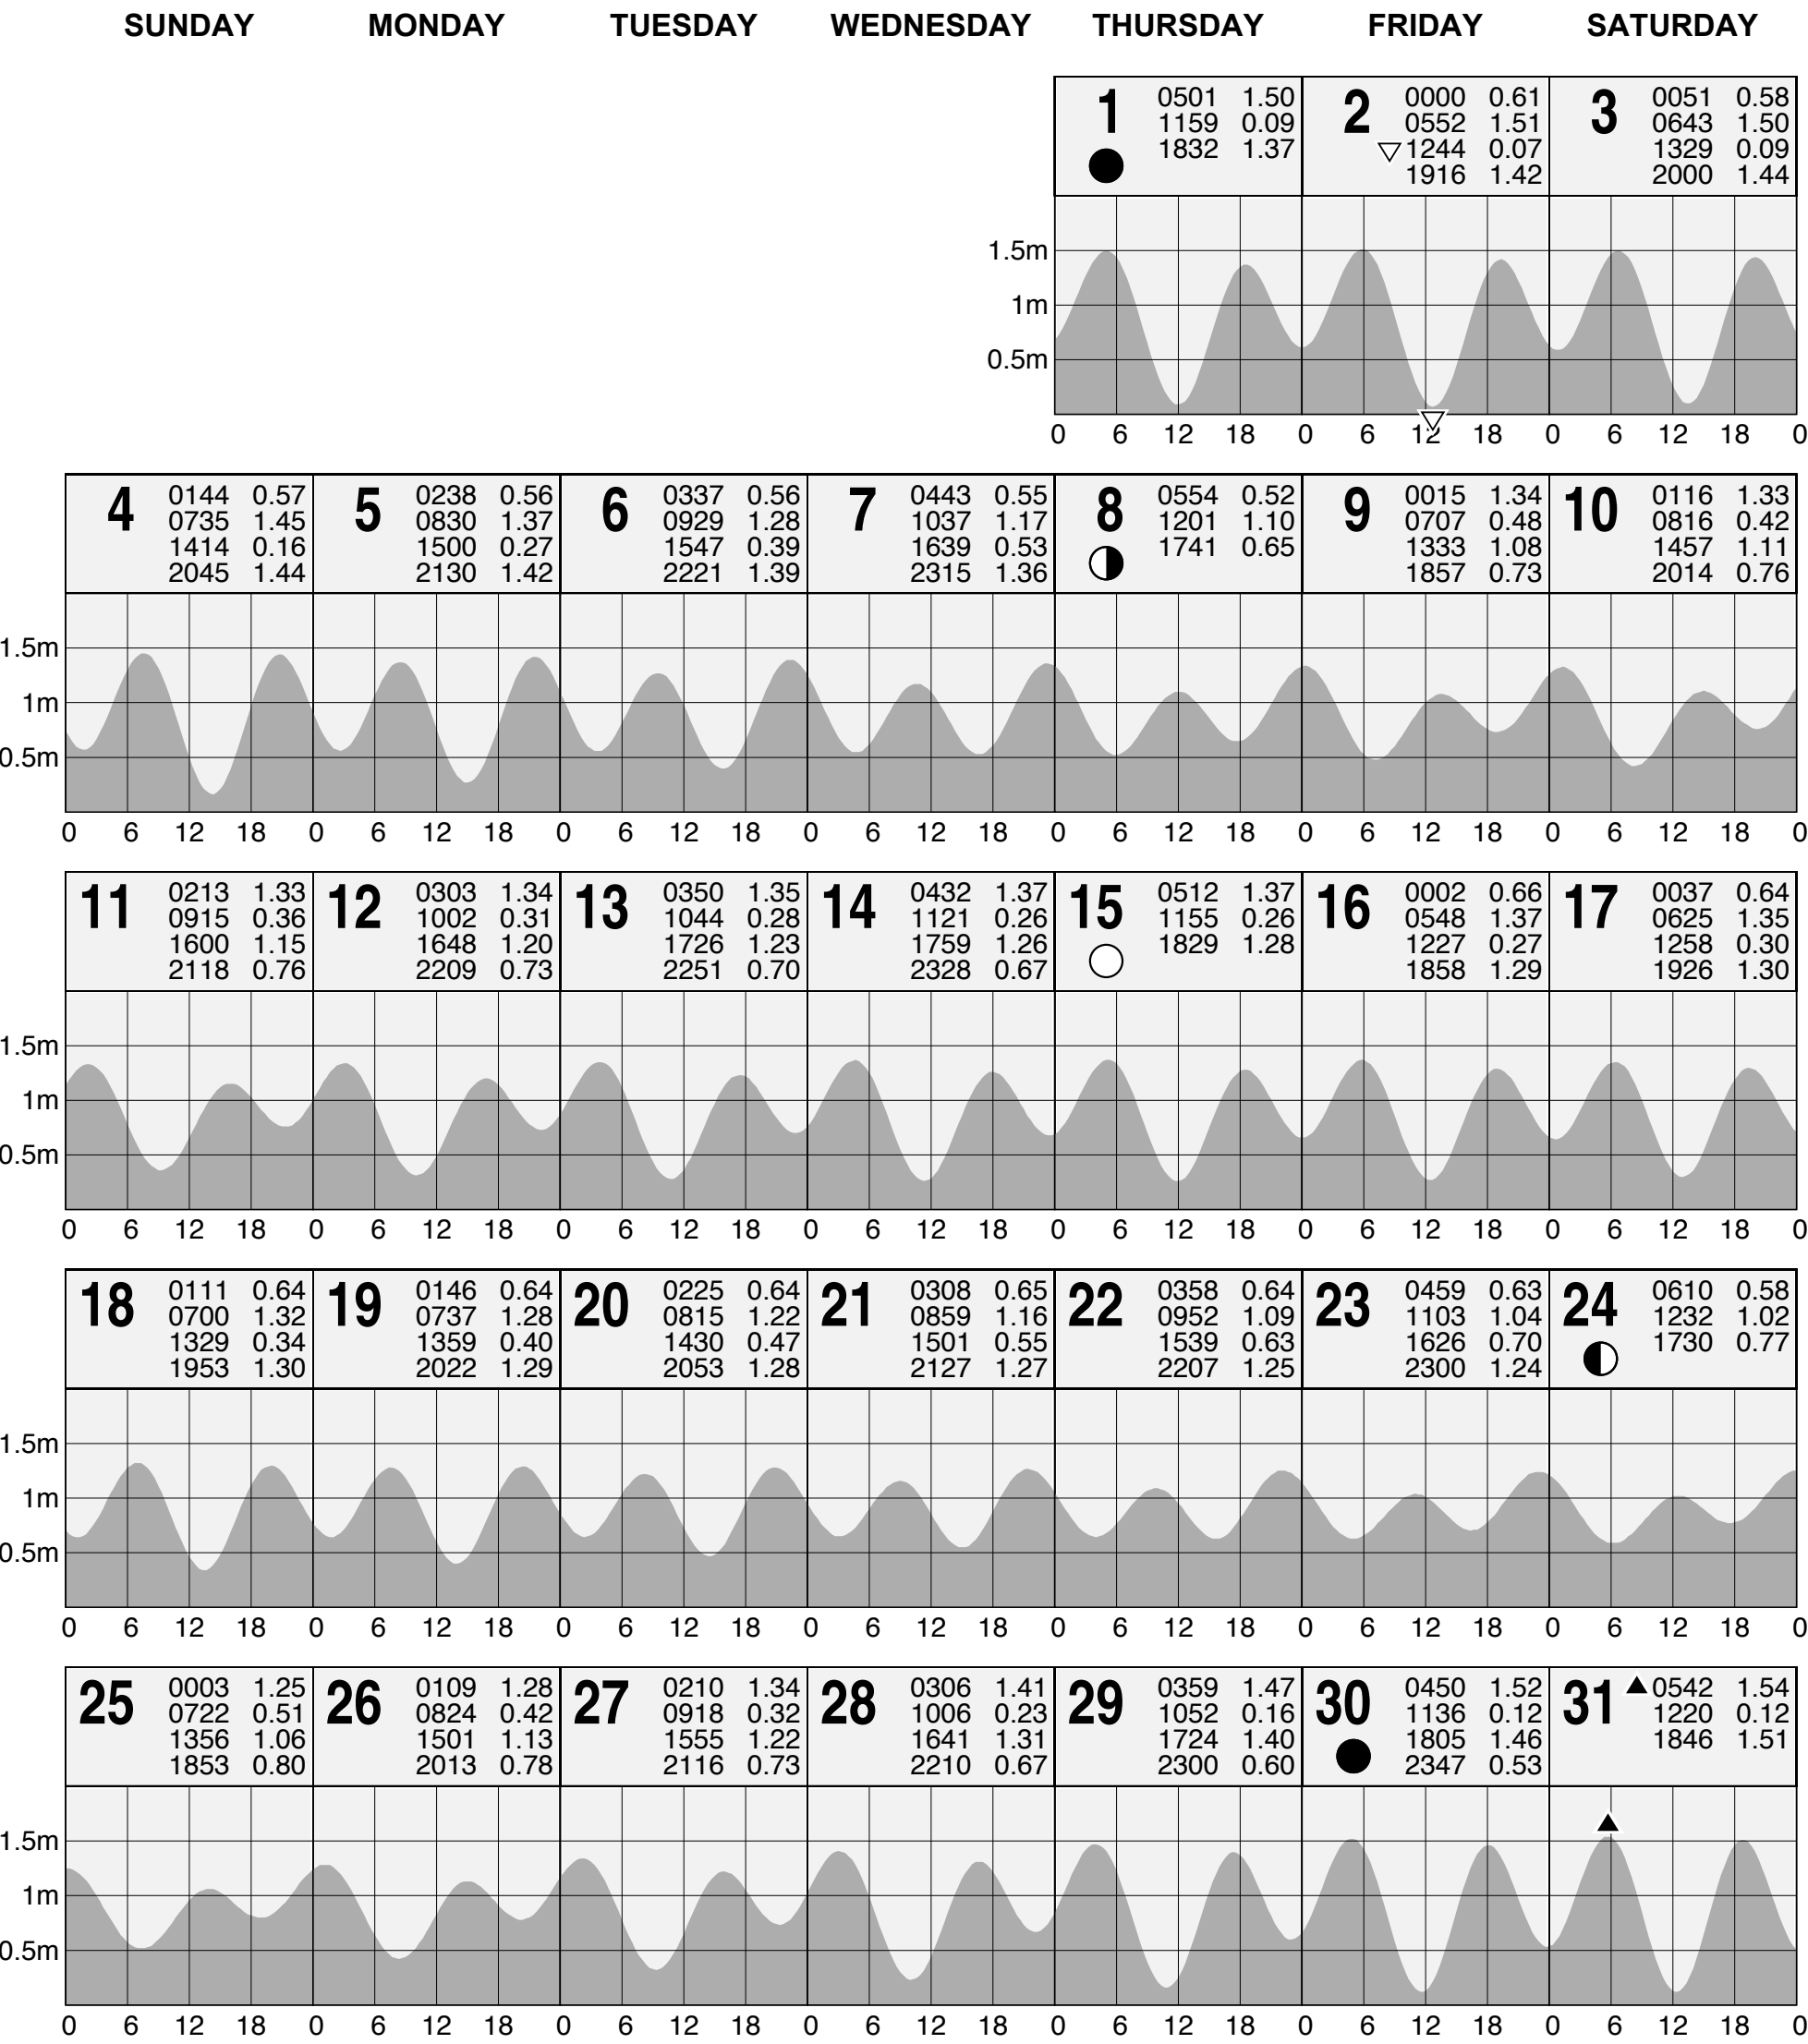 SUNDAY MONDAY TUESDAY WEDNESDAY THURSDAY FRIDAY SATURDAY
1 0501 1.50 2 0000 0.61 3 0051 0.58
1159 0.09 0552 1.51 0643 1.50
1832 1.37 1244 0.07 1329 0.09
1916 1.42 2000 1.44
1.5m
1m
0.5m
0 6 12 18 0 6 12 18 0 6 12 18 0
4 0144 0.57 5 0238 0.56 6 0337 0.56 7 0443 0.55 8 0554 0.52 9 0015 1.34 10 0116 1.33
0735 1.45 0830 1.37 0929 1.28 1037 1.17 1201 1.10 0707 0.48 0816 0.42
1414 0.16 1500 0.27 1547 0.39 1639 0.53 1741 0.65 1333 1.08 1457 1.11
2045 1.44 2130 1.42 2221 1.39 2315 1.36 1857 0.73 2014 0.76
1.5m
1m
0.5m
0 6 12 18 0 6 12 18 0 6 12 18 0 6 12 18 0 6 12 18 0 6 12 18 0 6 12 18 0
11 0213 1.33 12 0303 1.34 13 0350 1.35 14 0432 1.37 15 0512 1.37 16 0002 0.66 17 0037 0.64
0915 0.36 1002 0.31 1044 0.28 1121 0.26 1155 0.26 0548 1.37 0625 1.35
1600 1.15 1648 1.20 1726 1.23 1759 1.26 1829 1.28 1227 0.27 1258 0.30
2118 0.76 2209 0.73 2251 0.70 2328 0.67 1858 1.29 1926 1.30
1.5m
1m
0.5m
0 6 12 18 0 6 12 18 0 6 12 18 0 6 12 18 0 6 12 18 0 6 12 18 0 6 12 18 0
18 0111 0.64 19 0146 0.64 20 0225 0.64 21 0308 0.65 22 0358 0.64 23 0459 0.63 24 0610 0.58
0700 1.32 0737 1.28 0815 1.22 0859 1.16 0952 1.09 1103 1.04 1232 1.02
1329 0.34 1359 0.40 1430 0.47 1501 0.55 1539 0.63 1626 0.70 1730 0.77
1953 1.30 2022 1.29 2053 1.28 2127 1.27 2207 1.25 2300 1.24
1.5m
1m
0.5m
0 6 12 18 0 6 12 18 0 6 12 18 0 6 12 18 0 6 12 18 0 6 12 18 0 6 12 18 0
25 0003 1.25 26 0109 1.28 27 0210 1.34 28 0306 1.41 29 0359 1.47 30 0450 1.52 31 0542 1.54
0722 0.51 0824 0.42 0918 0.32 1006 0.23 1052 0.16 1136 0.12 1220 0.12
1356 1.06 1501 1.13 1555 1.22 1641 1.31 1724 1.40 1805 1.46 1846 1.51
1853 0.80 2013 0.78 2116 0.73 2210 0.67 2300 0.60 2347 0.53
1.5m
1m
0.5m
0 6 12 18 0 6 12 18 0 6 12 18 0 6 12 18 0 6 12 18 0 6 12 18 0 6 12 18 0